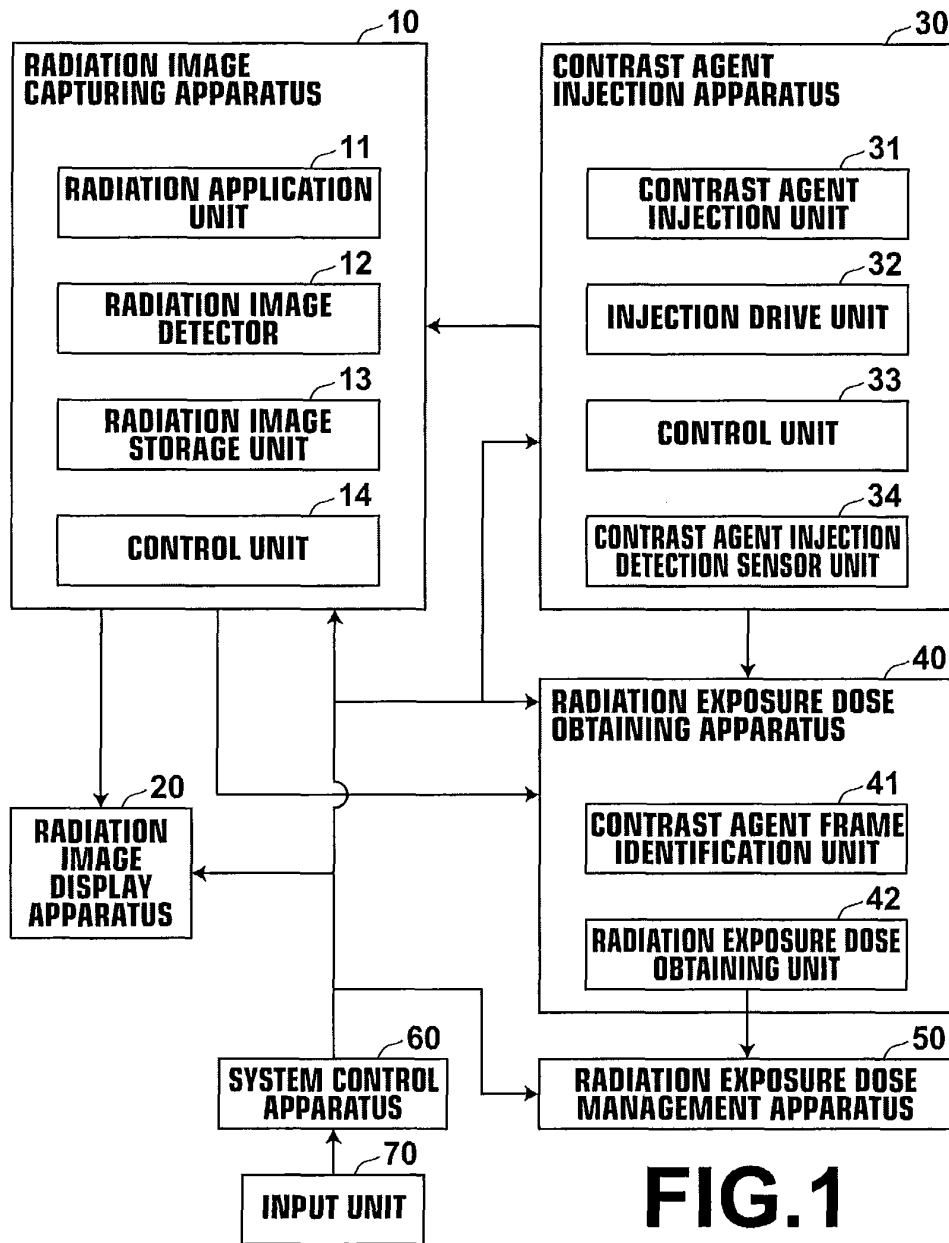 10
RADIATION IMAGE
CAPTURING APPARATUS
11
RADIATION APPLICATION
UNIT
12
RADIATION IMAGE
DETECTOR
13
RADIATION IMAGE
STORAGE UNIT
14
CONTROL UNIT
30
CONTRAST AGENT
INJECTION APPARATUS
31
CONTRAST AGENT
INJECTION UNIT
32
INJECTION DRIVE UNIT
33
CONTROL UNIT
34
CONTRAST AGENT INJECTION
DETECTION SENSOR UNIT
40
RADIATION EXPOSURE DOSE
OBTAINING APPARATUS
41
CONTRAST AGENT FRAME
IDENTIFICATION UNIT
42
RADIATION EXPOSURE DOSE
OBTAINING UNIT
20
RADIATION
IMAGE
DISPLAY
APPARATUS
60
SYSTEM CONTROL
APPARATUS
50
RADIATION EXPOSURE DOSE
MANAGEMENT APPARATUS
70
INPUT UNIT
FIG.1